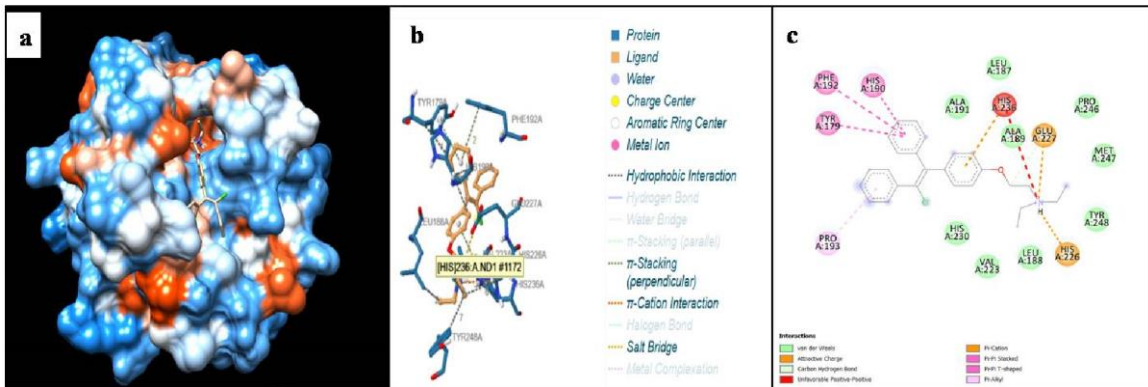 a
b
TYR179A
PHE192A
GLU227A
LEU188A
HIS226A
[HIS]236:A.ND1 #1172
HIS236A
TYR248A
Protein
Ligand
Water
Charge Center
Aromatic Ring Center
Metal Ion
Hydrophobic Interaction
Hydrogen Bond
Water Bridge
π-Stacking (parallel)
π-Stacking
(perpendicular)
π-Cation Interaction
Halogen Bond
Salt Bridge
Metal Complexation
c
LEU
A:187
PHE
A:192
HIS
A:190
ALA
A:191
HIS
A:236
PRO
A:246
TYR
A:179
ALA
A:189
GLU
A:227
MET
A:247
O
H
TYR
A:248
PRO
A:193
HIS
A:230
VAL
A:223
LEU
A:188
HIS
A:226
Interactions
van der Waals
Attractive Charge
Carbon Hydrogen Bond
Unfavorable Positive-Positive
Pi-Cation
Pi-Pi Stacked
Pi-Pi T-shaped
Pi-Alkyl